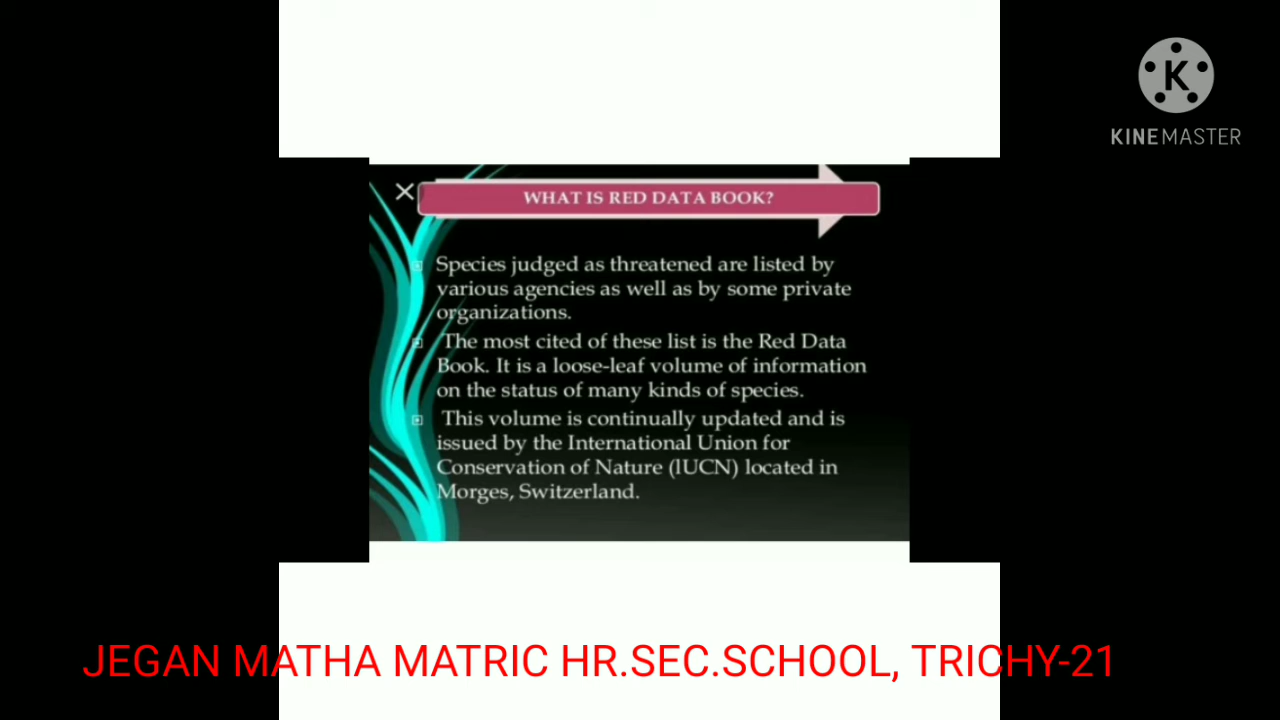 KINEMASTER
WHAT IS RED DATA BOOK?
Species judged as threatened are listed by
various agencies as well as by some private
organizations.
The most cited of these list is the Red Data
Book. It is a loose-leaf volume of information
on the status of many kinds of species.
This volume is continually updated and is
issued by the International Union for
Conservation of Nature (IUCN) located in
Morges, Switzerland.
JEGAN MATHA MATRIC HR.SEC.SCHOOL, TRICHY-21